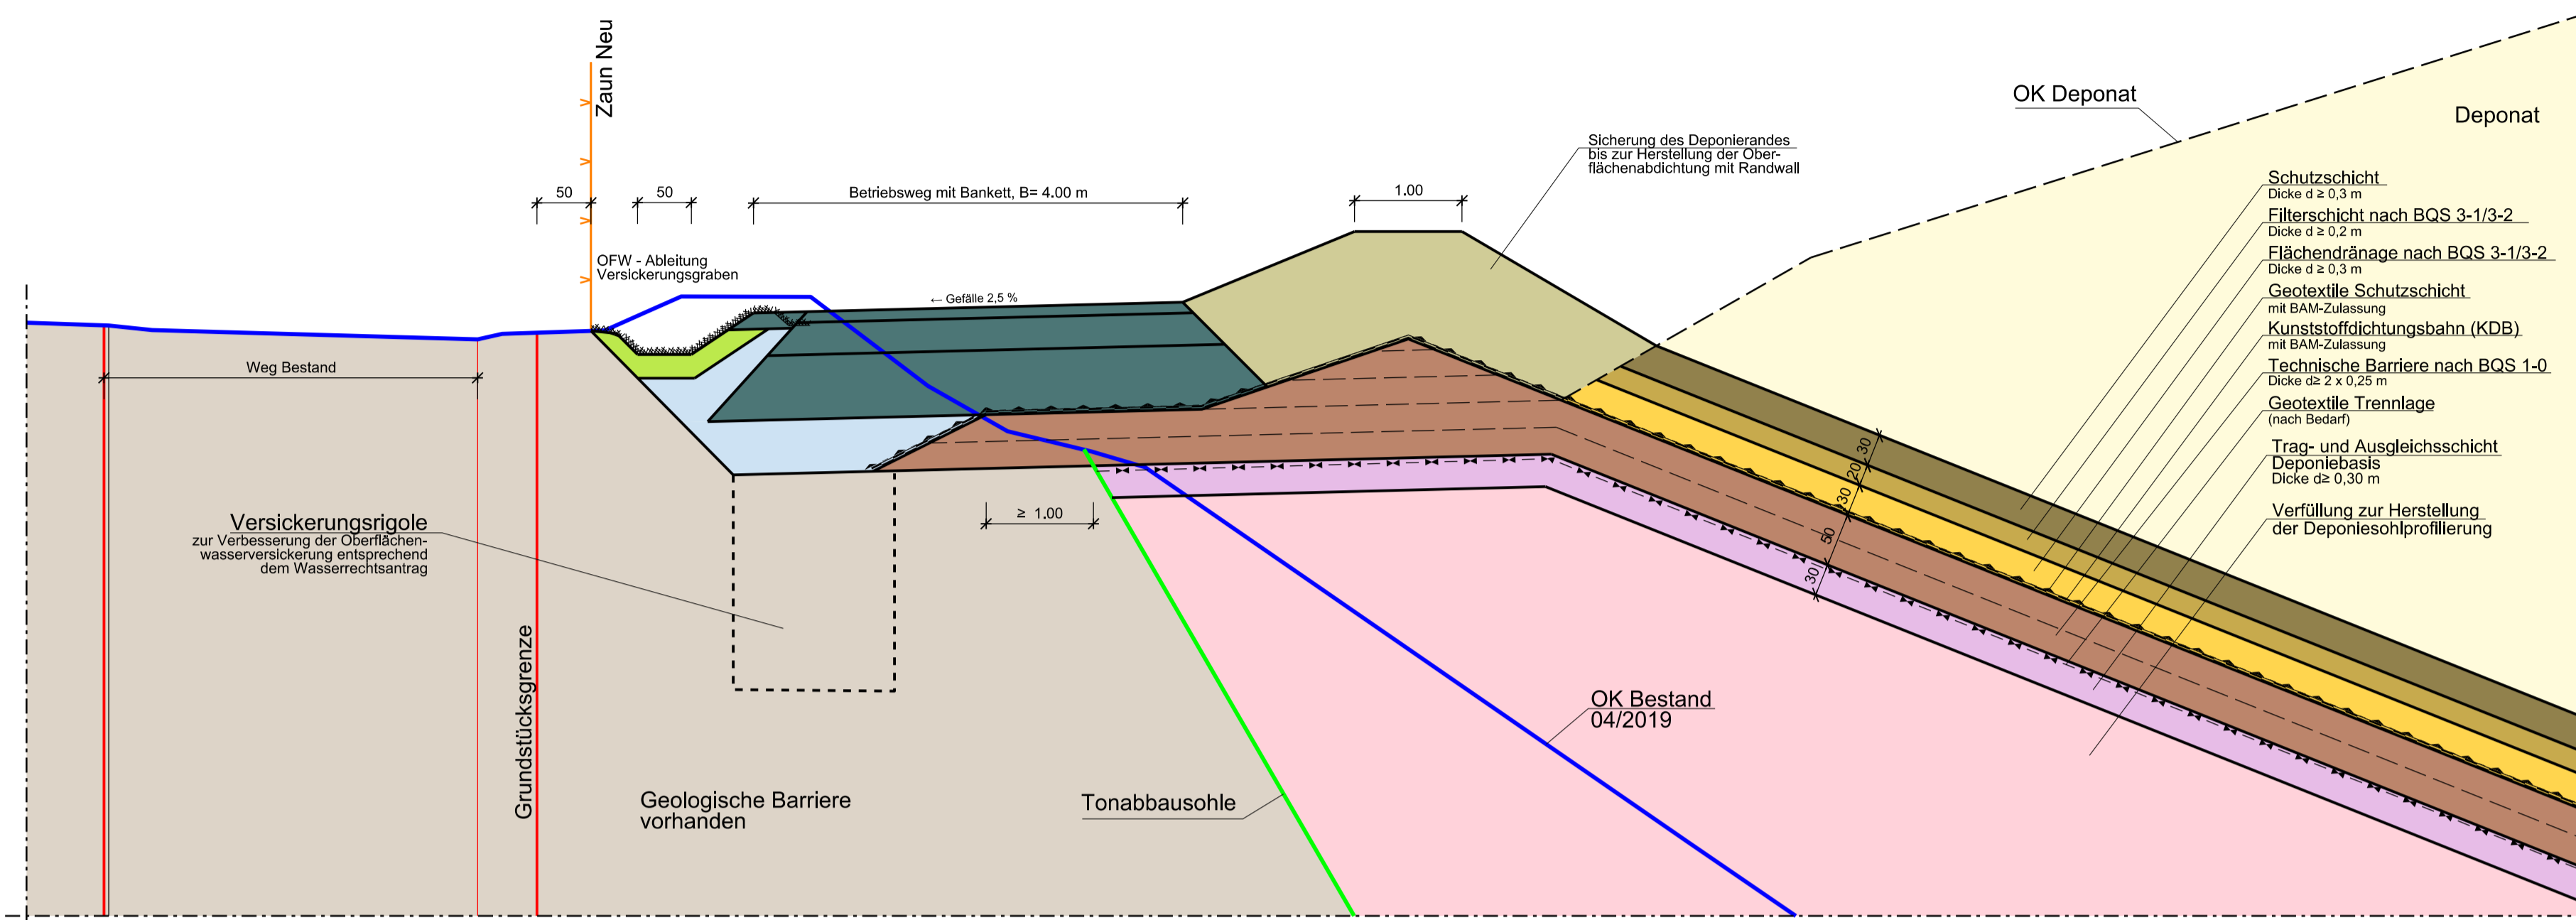 Zaun Neu
50
50
Betriebsweg mit Bankett, B= 4.00 m
1.00
OFW - Ableitung
Versickerungsgraben
← Gefälle 2,5 %
Sicherung des Deponierandes
bis zur Herstellung der Ober-
flächenabdichtung mit Randwall
OK Deponat
Deponat
Schutzschicht
Dicke d ≥ 0,3 m
Filterschicht nach BQS 3-1/3-2
Dicke d ≥ 0,2 m
Flächendränage nach BQS 3-1/3-2
Dicke d ≥ 0,3 m
Geotextile Schutzschicht
mit BAM-Zulassung
Kunststoffdichtungsbahn (KDB)
mit BAM-Zulassung
Technische Barriere nach BQS 1-0
Dicke d≥ 2 x 0,25 m
Geotextile Trennlage
(nach Bedarf)
Trag- und Ausgleichsschicht
Deponiebasis
Dicke d≥ 0,30 m
Verfüllung zur Herstellung
der Deponiesohlprofilierung
Weg Bestand
30
20
30
50
30
≥ 1.00
Versickerungsrigole
zur Verbesserung der Oberflächen-
wasserversickerung entsprechend
dem Wasserrechtsantrag
Grundstücksgrenze
Geologische Barriere
vorhanden
Tonabbausohle
OK Bestand
04/2019